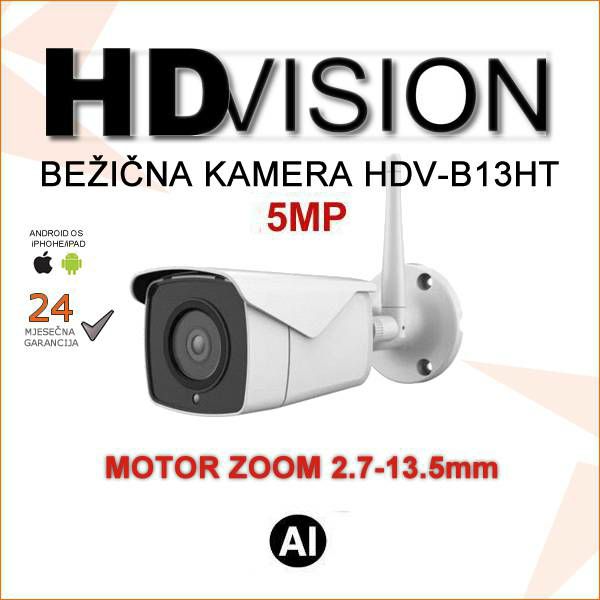 HDVISION
BEŽIČNA KAMERA HDV-B13HT
5MP
ANDROID OS
iPHOHE/iPAD
24
MJESEČNA
GARANCIJA
MOTOR ZOOM 2.7-13.5mm
AI